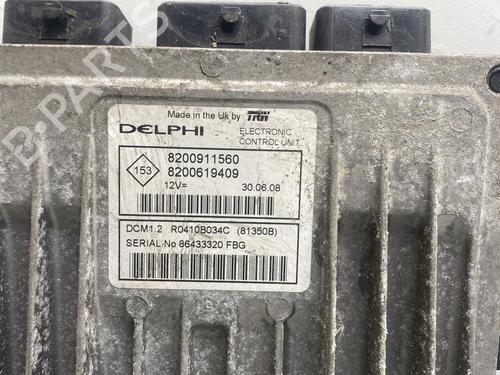 Made in the Uk by TRW
DELPHI ELECTRONIC CONTROL UNIT
153
8200911560
8200619409
12V= 30.06.08
DCM1.2 R0410B034C (81350B)
SERIAL No 86433320 FBG